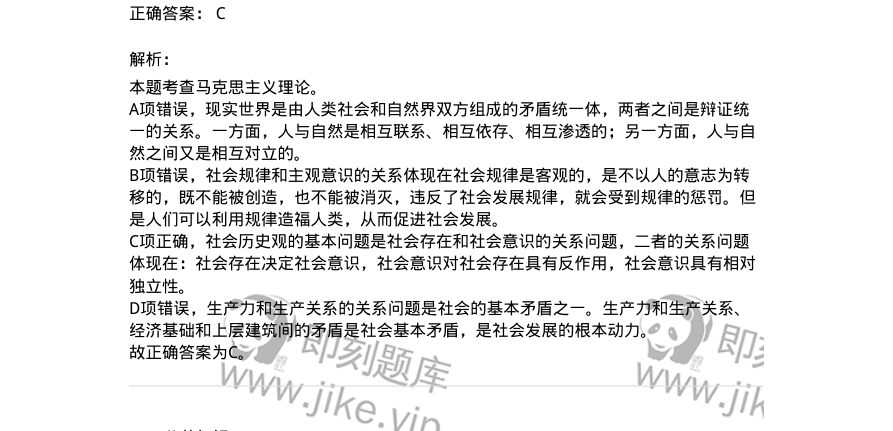 正确答案： C
解析：
本题考查马克思主义理论。
A项错误，现实世界是由人类社会和自然界双方组成的矛盾统一体，两者之间是辩证统
一的关系。一方面，人与自然是相互联系、相互依存、相互渗透的；另一方面，人与自
然之间又是相互对立的。
B项错误，社会规律和主观意识的关系体现在社会规律是客观的，是不以人的意志为转
移的，既不能被创造，也不能被消灭，违反了社会发展规律，就会受到规律的惩罚。但
是人们可以利用规律造福人类，从而促进社会发展。
C项正确，社会历史观的基本问题是社会存在和社会意识的关系问题，二者的关系问题
体现在：社会存在决定社会意识，社会意识对社会存在具有反作用，社会意识具有相对
独立性。
D项错误，生产力和生产关系的关系问题是社会的基本矛盾之一。生产力和生产关系、
经济基础和上层建筑间的矛盾是社会基本矛盾，是社会发展的根本动力。
故正确答案为C。
即刻题库
www.jike.vip
即刻
www.jik